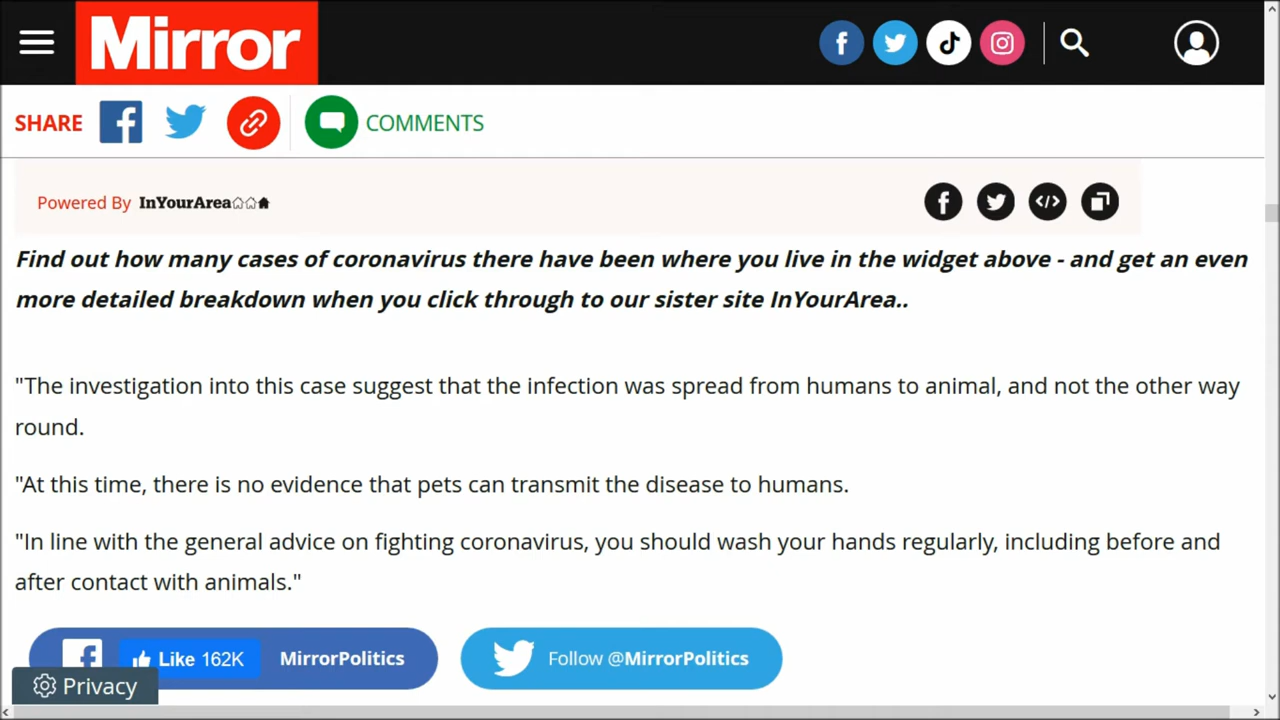 Mirror
SHARE
COMMENTS
Powered By InYourArea
Find out how many cases of coronavirus there have been where you live in the widget above - and get an even
more detailed breakdown when you click through to our sister site InYourArea..
"The investigation into this case suggest that the infection was spread from humans to animal, and not the other way
round.
"At this time, there is no evidence that pets can transmit the disease to humans.
"In line with the general advice on fighting coronavirus, you should wash your hands regularly, including before and
after contact with animals."
Like 162K MirrorPolitics
Follow @MirrorPolitics
Privacy